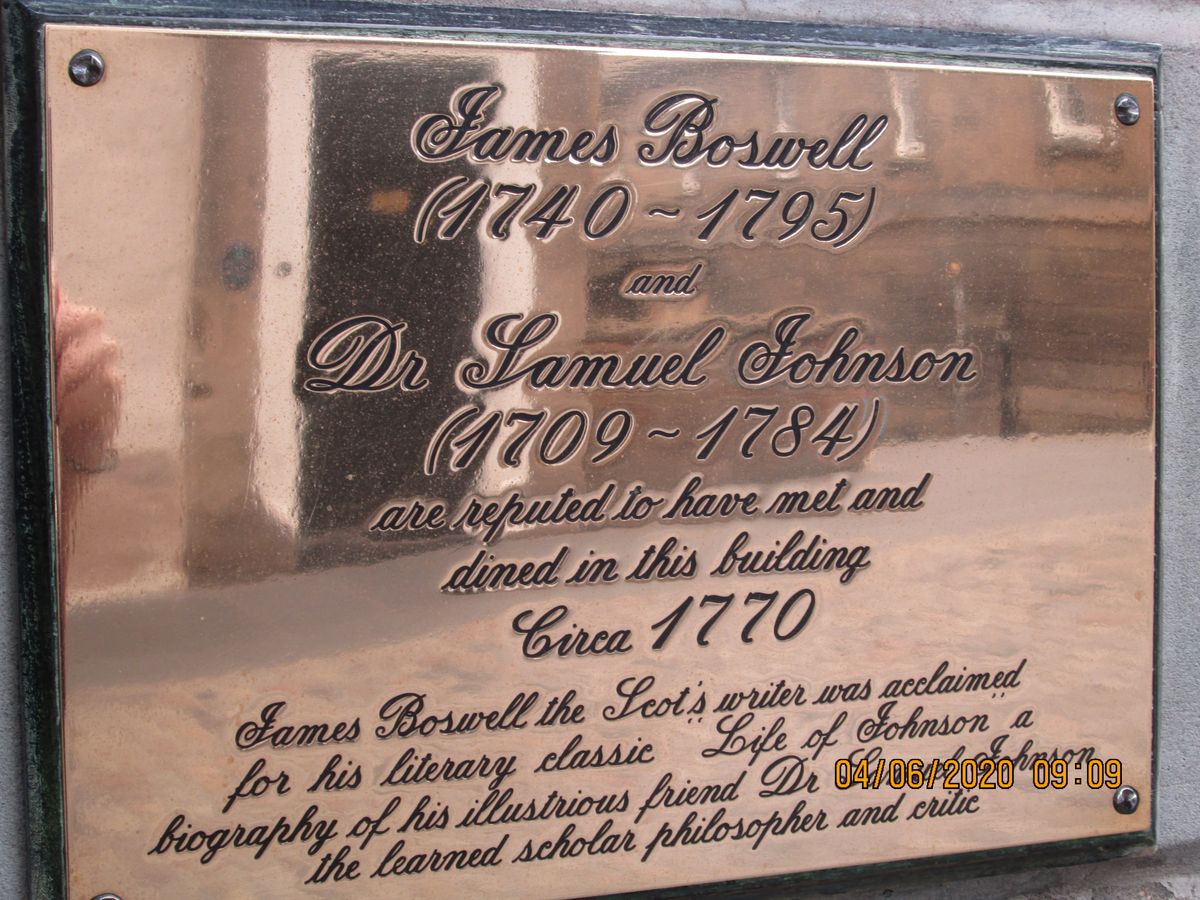 James Boswell
(1740 ~ 1795)
and
Dr Samuel Johnson
(1709 ~ 1784)
are reputed to have met and
dined in this building
Circa 1770
James Boswell the Scot's writer was acclaimed
for his literary classic "Life of Johnson" a
biography of his illustrious friend Dr Samuel Johnson
the learned scholar philosopher and critic
04/06/2020 09:09